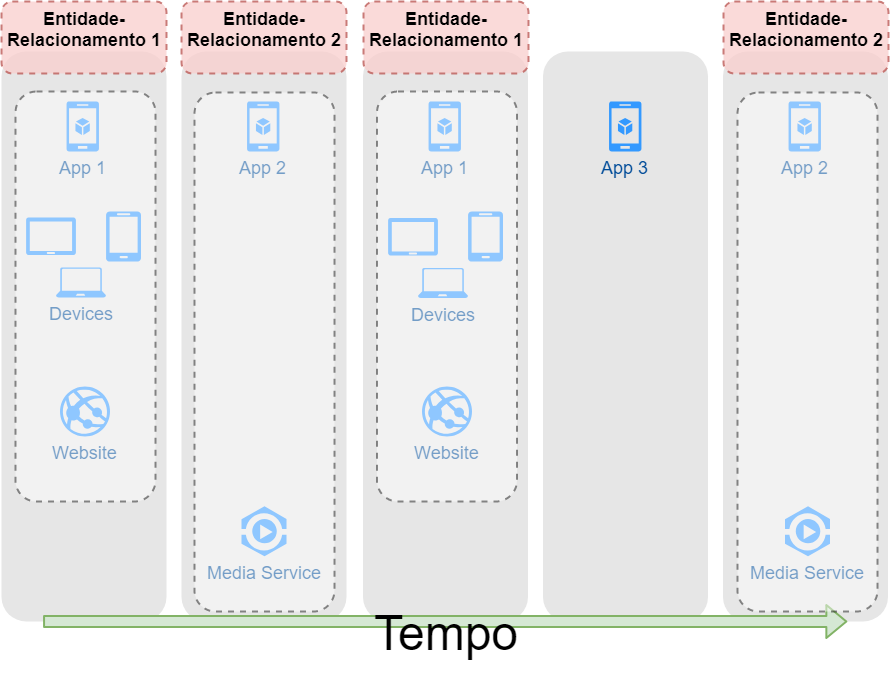 Entidade-
Relacionamento 1
Entidade-
Relacionamento 2
Entidade-
Relacionamento 1
Entidade-
Relacionamento 2
App 1
App 2
App 1
App 3
App 2
Devices
Devices
Website
Website
Media Service
Media Service
Tempo